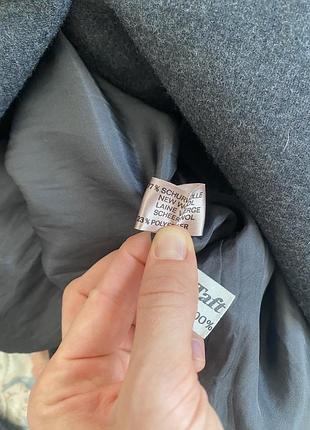 7% SCHURWOLLE
NEW WOOL
LAINE VIERGE
SCHEERWOL
23% POLYESTER
Taft
00%